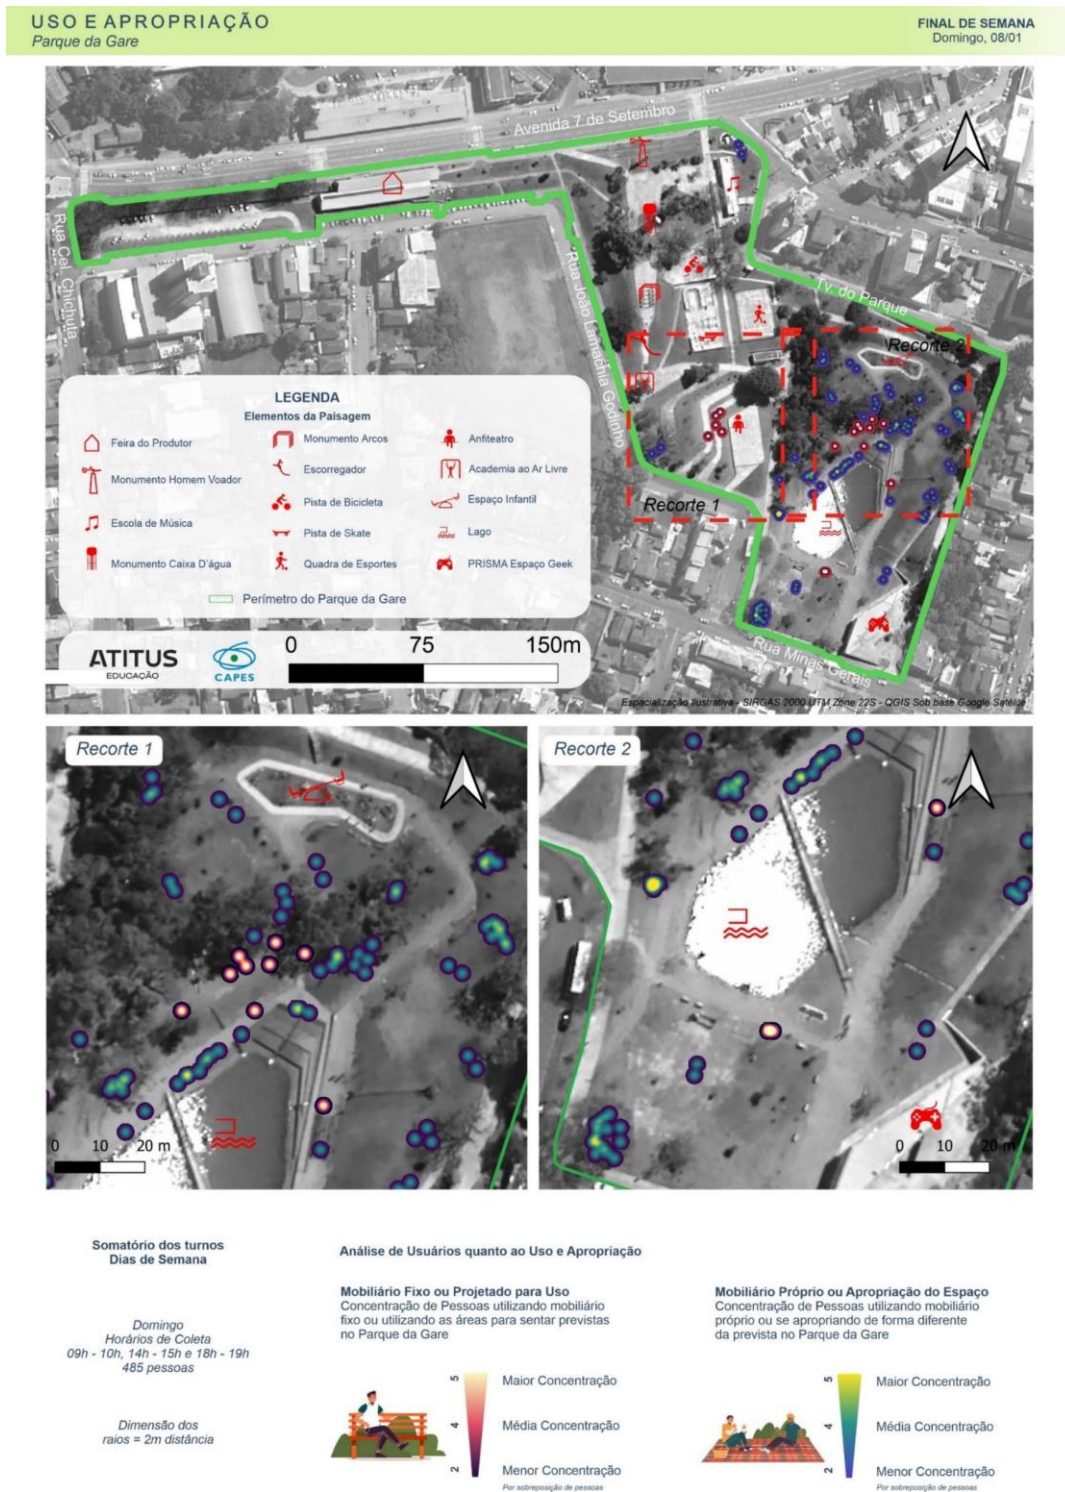 USO E APROPRIAÇÃO
Parque da Gare
FINAL DE SEMANA
Domingo, 08/01
Avenida 7 de Setembro
Rua Cel. Chichuta
Rua João Lamachia Godinho
Tv. do Parque
Recorte 2
Recorte 1
Rua Minas Gerais
LEGENDA
Elementos da Paisagem
Feira do Produtor
Monumento Homem Voador
Escola de Música
Monumento Caixa D'água
Monumento Arcos
Escorregador
Pista de Bicicleta
Pista de Skate
Quadra de Esportes
Anfiteatro
Academia ao Ar Livre
Espaço Infantil
Lago
PRISMA Espaço Geek
Perímetro do Parque da Gare
ATITUS
EDUCAÇÃO
CAPES
0 75 150m
Espacialização Ilustrativa - SIRGAS 2000 UTM Zone 22S - QGIS Sob base Google Satélite
Recorte 1
0 10 20 m
Recorte 2
0 10 20 m
Somatório dos turnos
Dias de Semana
Domingo
Horários de Coleta
09h - 10h, 14h - 15h e 18h - 19h
485 pessoas
Dimensão dos
raios = 2m distância
Análise de Usuários quanto ao Uso e Apropriação
Mobiliário Fixo ou Projetado para Uso
Concentração de Pessoas utilizando mobiliário
fixo ou utilizando as áreas para sentar previstas
no Parque da Gare
5
Maior Concentração
4
Média Concentração
2
Menor Concentração
Por sobreposição de pessoas
Mobiliário Próprio ou Apropriação do Espaço
Concentração de Pessoas utilizando mobiliário
próprio ou se apropriando de forma diferente
da prevista no Parque da Gare
5
Maior Concentração
4
Média Concentração
2
Menor Concentração
Por sobreposição de pessoas